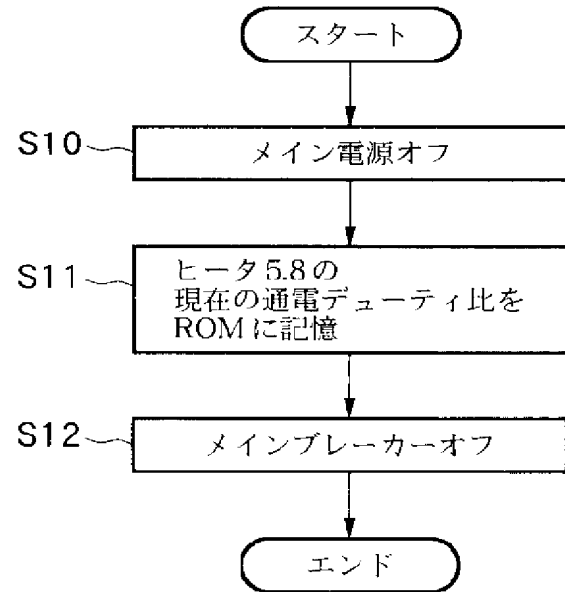 スタート
S10
メイン電源オフ
S11
ヒータ5.8の
現在の通電デューティ比を
ROMに記憶
S12
メインブレーカーオフ
エンド